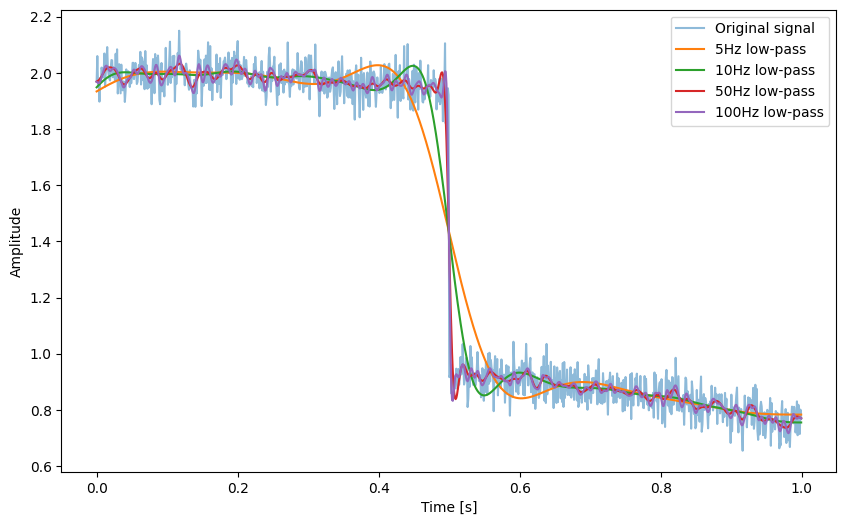 2.2
2.0
1.8
1.6
1.4
1.2
1.0
0.8
0.6
Amplitude
Original signal
5Hz low-pass
10Hz low-pass
50Hz low-pass
100Hz low-pass
0.0 0.2 0.4 0.6 0.8 1.0
Time [s]